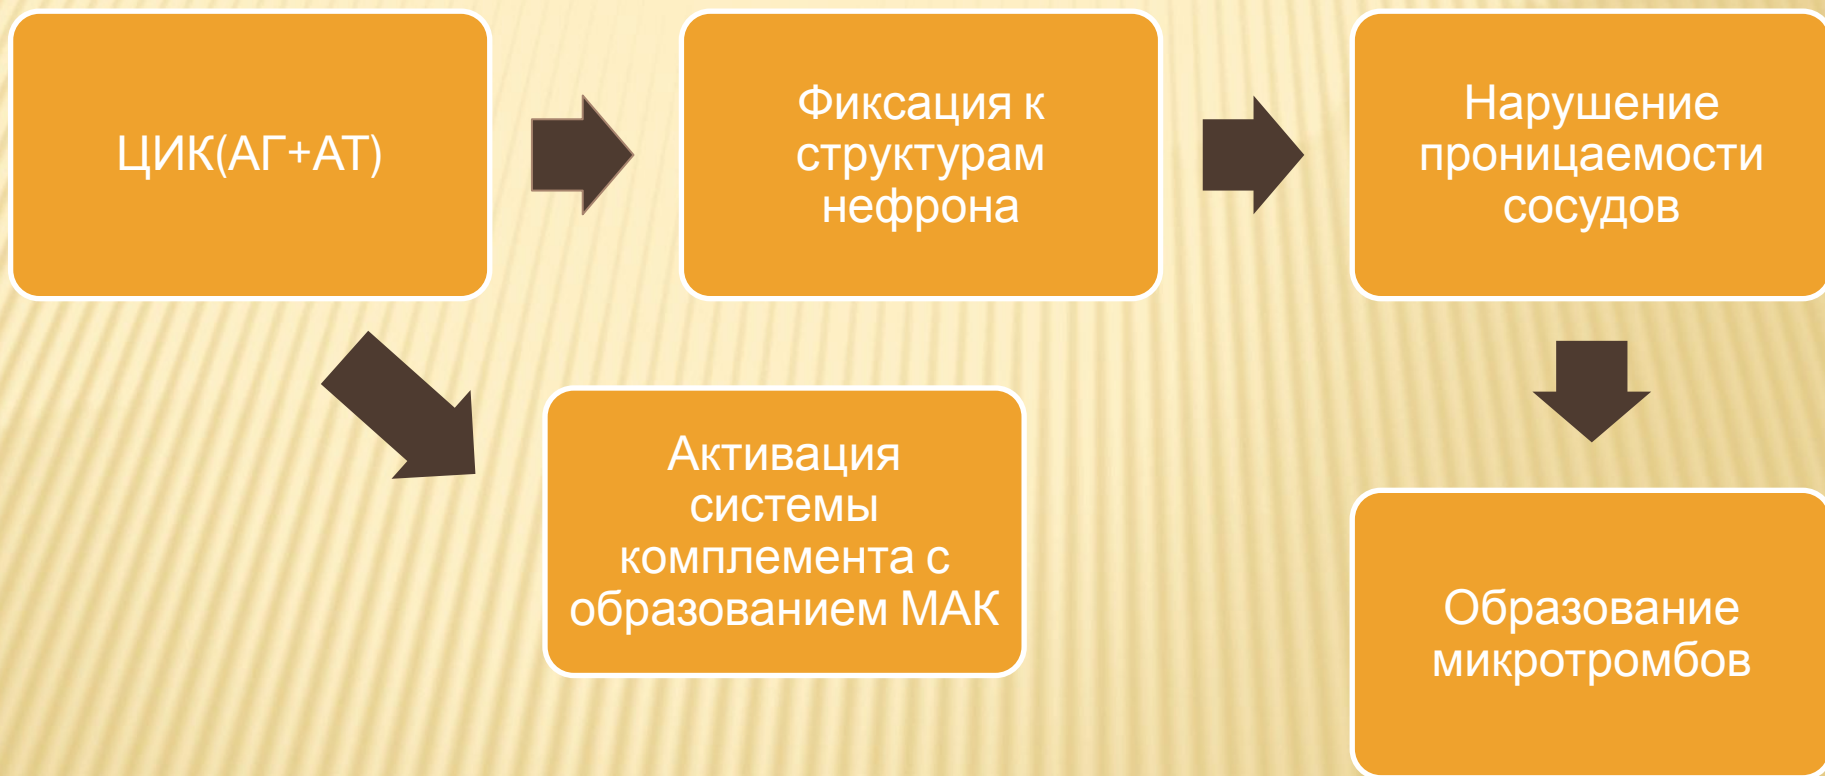 ЦИК(АГ+АТ)
Фиксация к
структурам
нефрона
Нарушение
проницаемости
сосудов
Активация
системы
комплемента с
образованием МАК
Образование
микротромбов